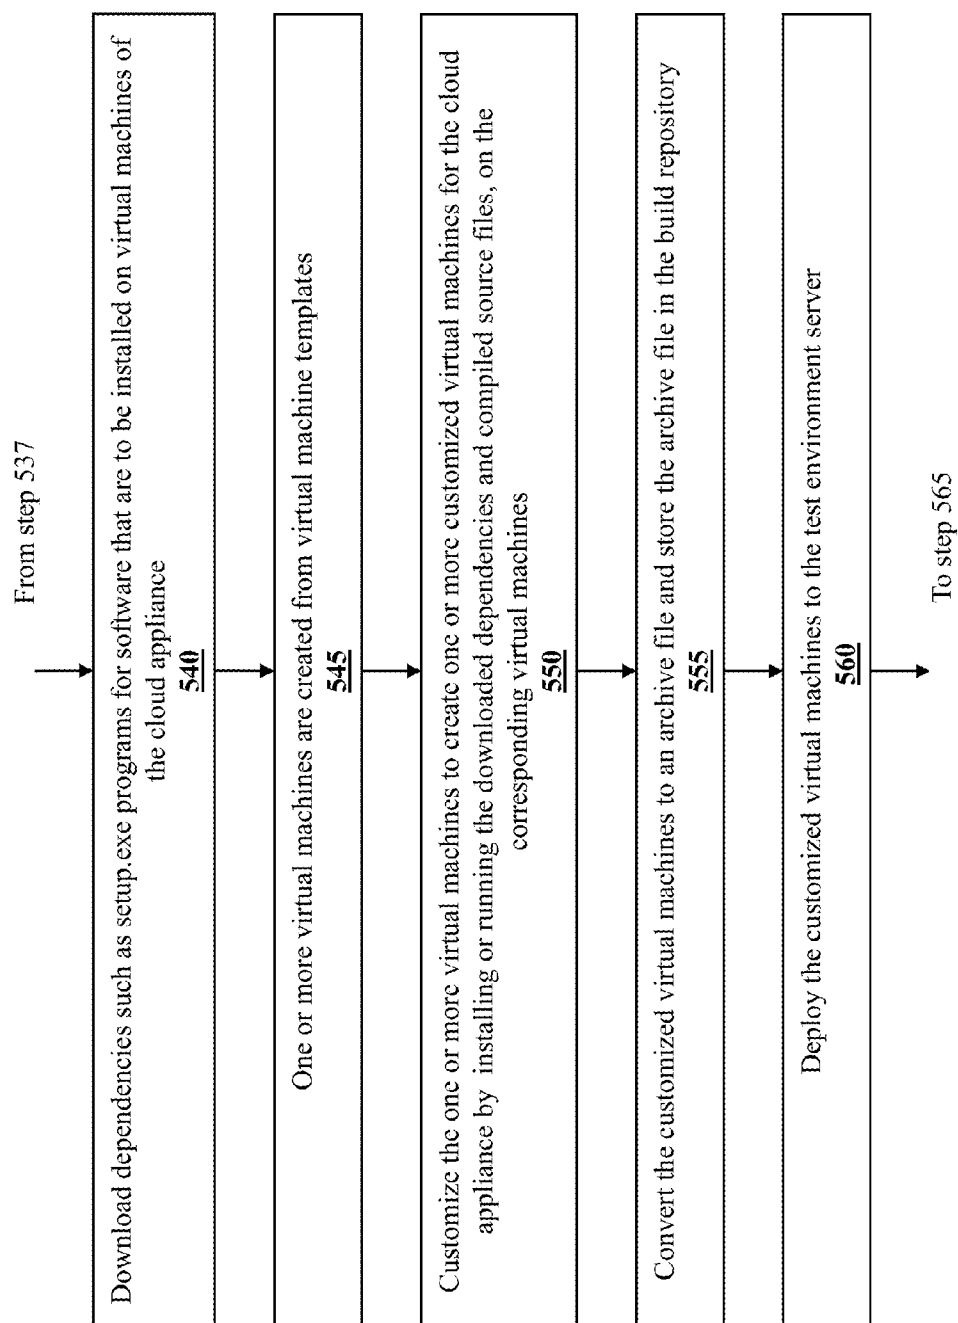 From step 537
Download dependencies such as setup.exe programs for software that are to be installed on virtual machines of
the cloud appliance
540
One or more virtual machines are created from virtual machine templates
545
Customize the one or more virtual machines to create one or more customized virtual machines for the cloud
appliance by installing or running the downloaded dependencies and compiled source files, on the
corresponding virtual machines
550
Convert the customized virtual machines to an archive file and store the archive file in the build repository
555
Deploy the customized virtual machines to the test environment server
560
To step 565